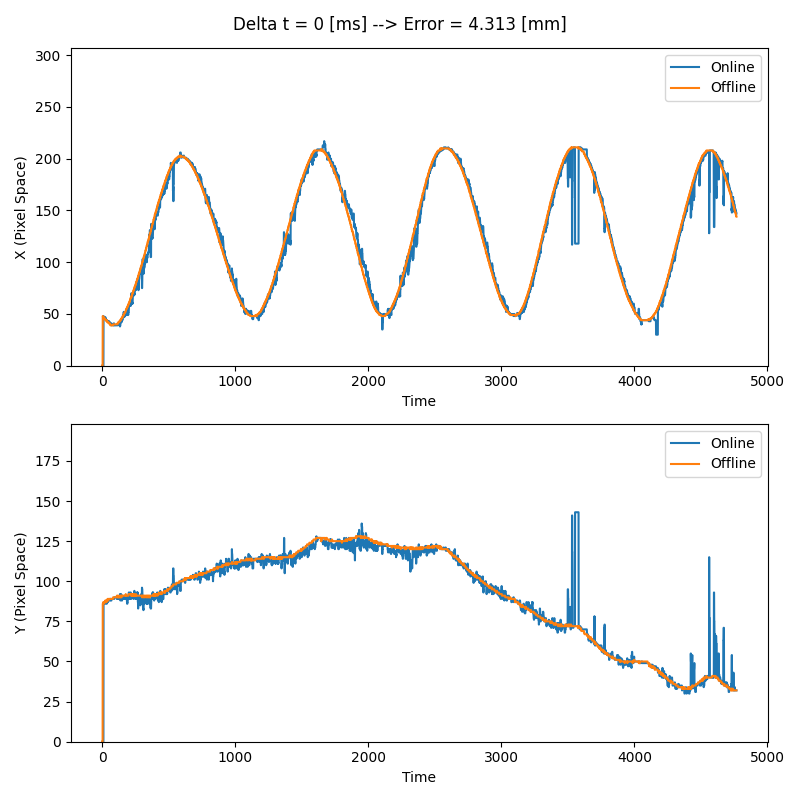 Delta t = 0 [ms] --> Error = 4.313 [mm]
300
250
200
150
100
50
0
X (Pixel Space)
Online
Offline
0 1000 2000 3000 4000 5000
Time
175
150
125
100
75
50
25
0
Y (Pixel Space)
Online
Offline
0 1000 2000 3000 4000 5000
Time